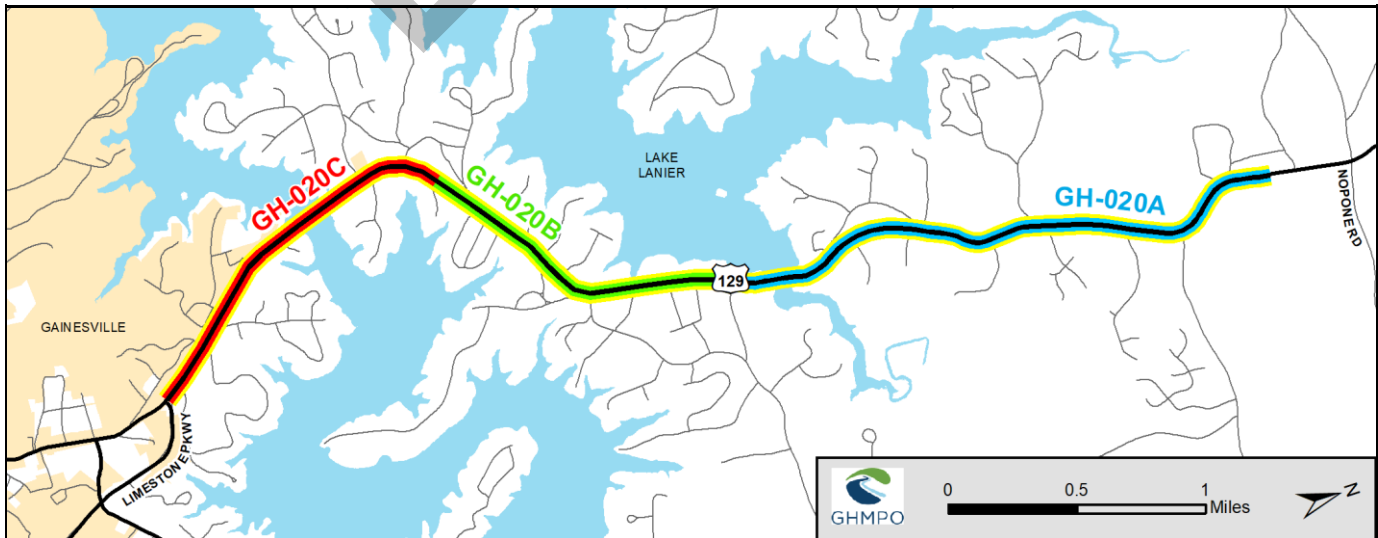 GH-020C
GH-020B
LAKE
LANIER
GH-020A
NOPONE RD
129
GAINESVILLE
LIMESTONE PKWY
GHMPO
0 0.5 1
Miles
N